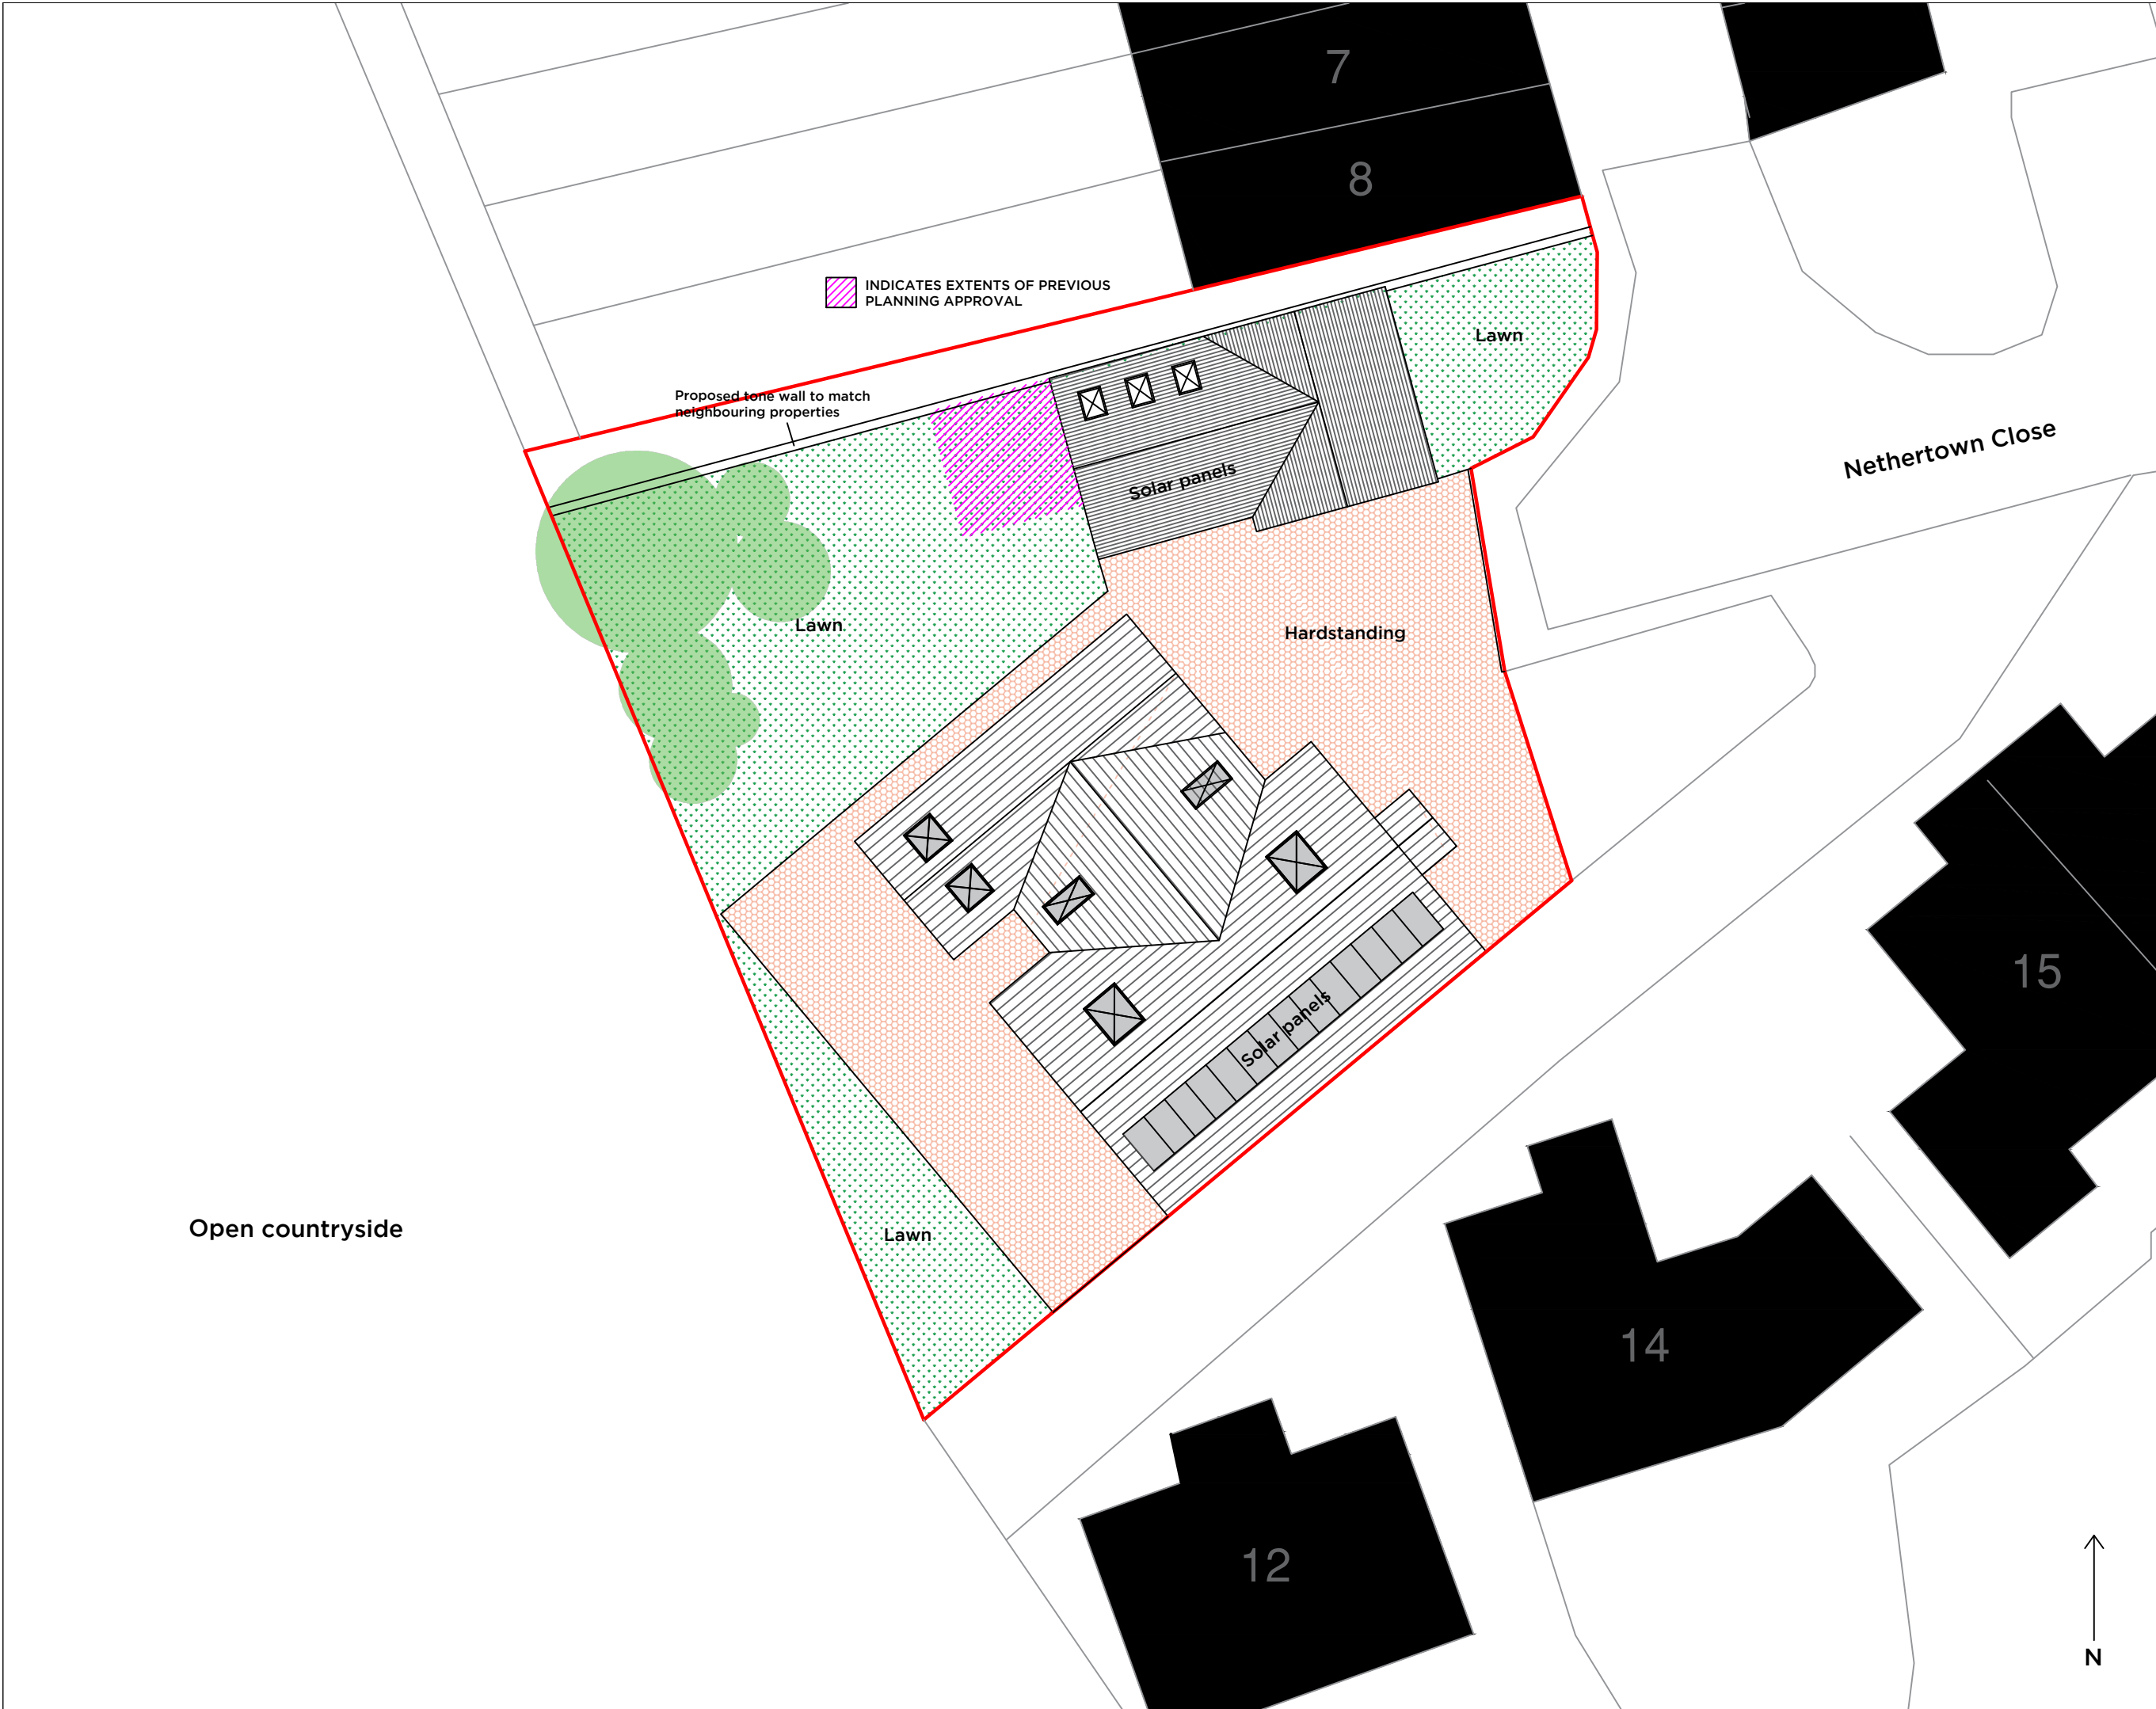 7
8
INDICATES EXTENTS OF PREVIOUS
PLANNING APPROVAL
Lawn
Proposed tone wall to match
neighbouring properties
Nethertown Close
Solar panels
Lawn
Hardstanding
15
Solar panels
Open countryside
Lawn
14
12
N